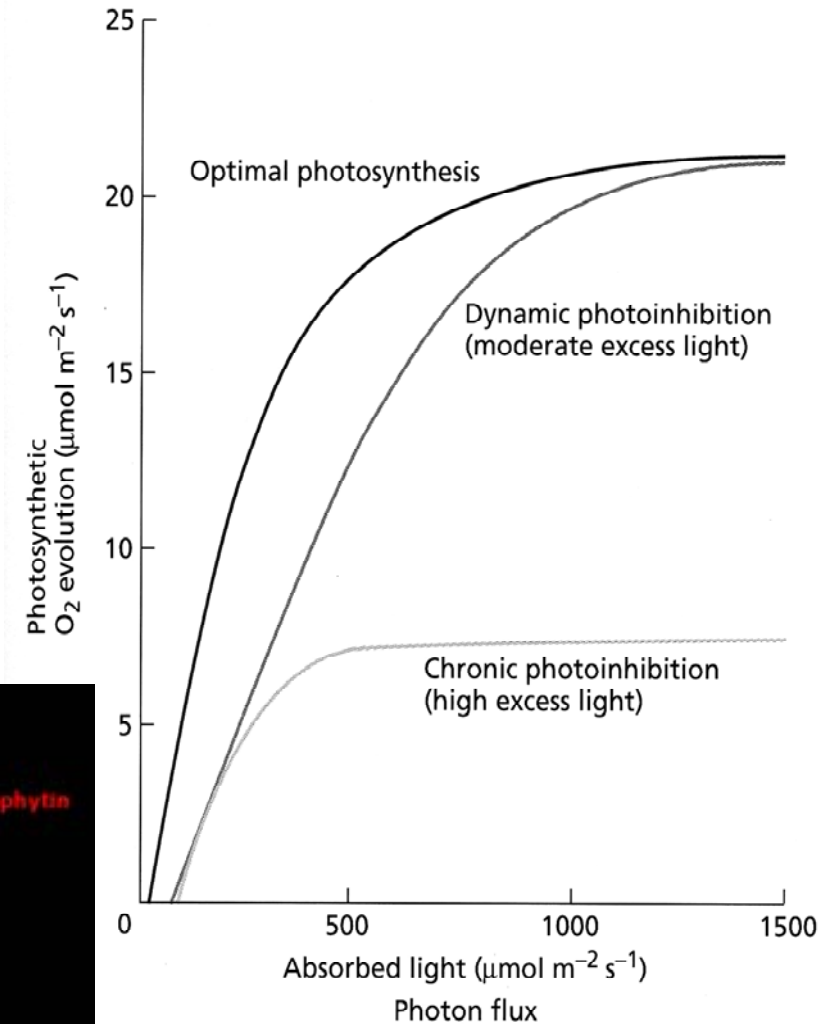 25
20
15
10
5
0
500
1000
1500
Optimal photosynthesis
Dynamic photoinhibition
(moderate excess light)
Chronic photoinhibition
(high excess light)
Photosynthetic
O₂ evolution (μmol m⁻² s⁻¹)
phytin
Absorbed light (μmol m⁻² s⁻¹)
Photon flux